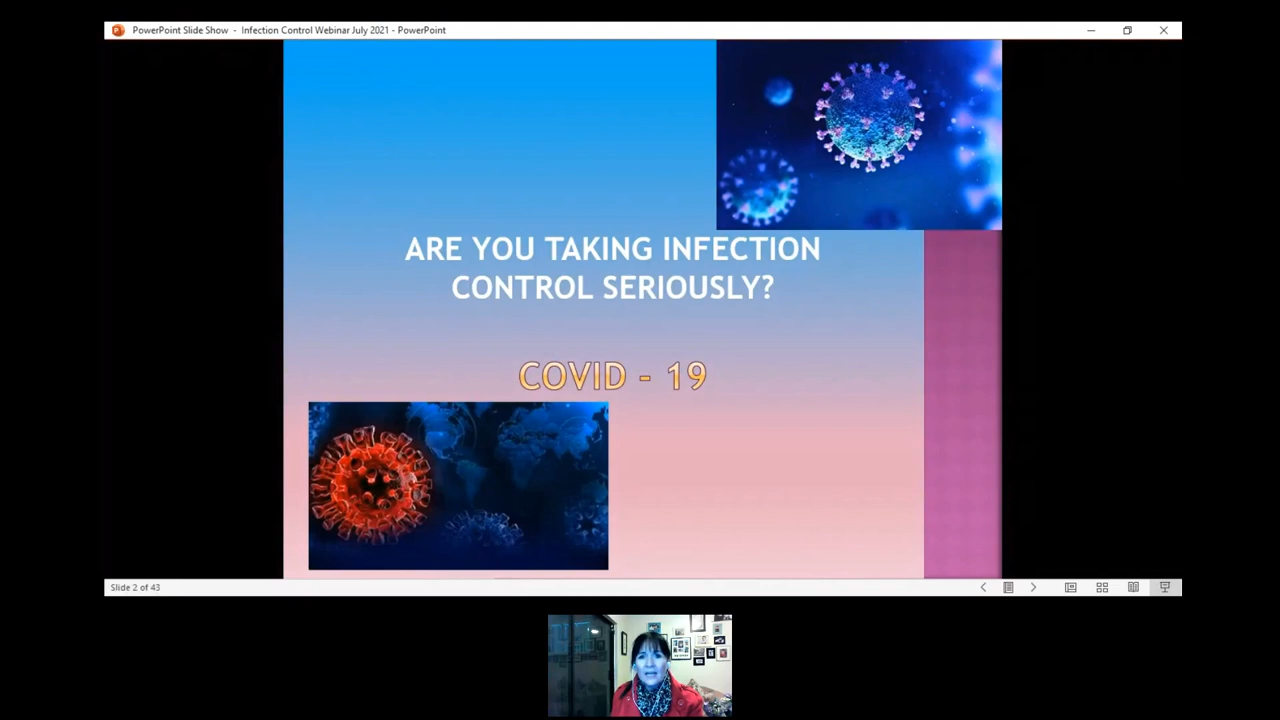 PowerPoint Slide Show - Infection Control Webinar July 2021 - PowerPoint
ARE YOU TAKING INFECTION
CONTROL SERIOUSLY?
COVID - 19
Slide 2 of 43